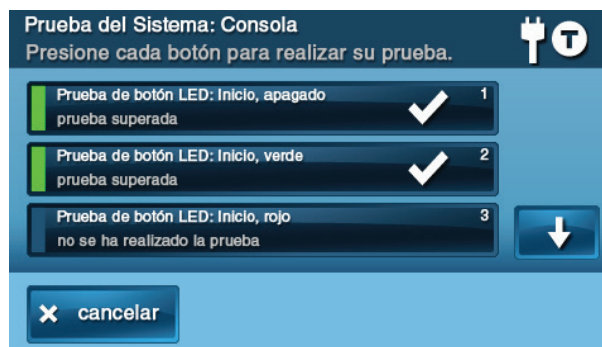 Prueba del Sistema: Consola
Presione cada botón para realizar su prueba.
T
Prueba de botón LED: Inicio, apagado
1
prueba superada
Prueba de botón LED: Inicio, verde
2
prueba superada
Prueba de botón LED: Inicio, rojo
3
no se ha realizado la prueba
cancelar